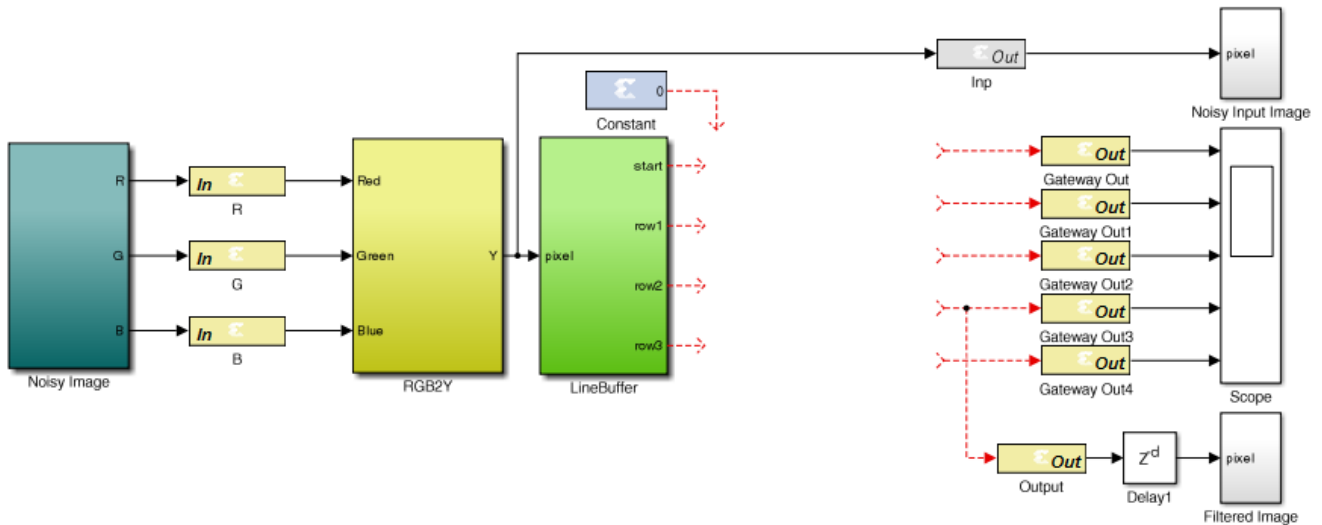 Out
Inp
pixel
Noisy Input Image
0
Constant
R
G
B
Noisy Image
In
R
In
G
In
B
Red
Green
Blue
Y
RGB2Y
pixel
start
row1
row2
row3
LineBuffer
Out
Gateway Out
Out
Gateway Out1
Out
Gateway Out2
Out
Gateway Out3
Out
Gateway Out4
Scope
Out
Output
Z-d
Delay1
pixel
Filtered Image